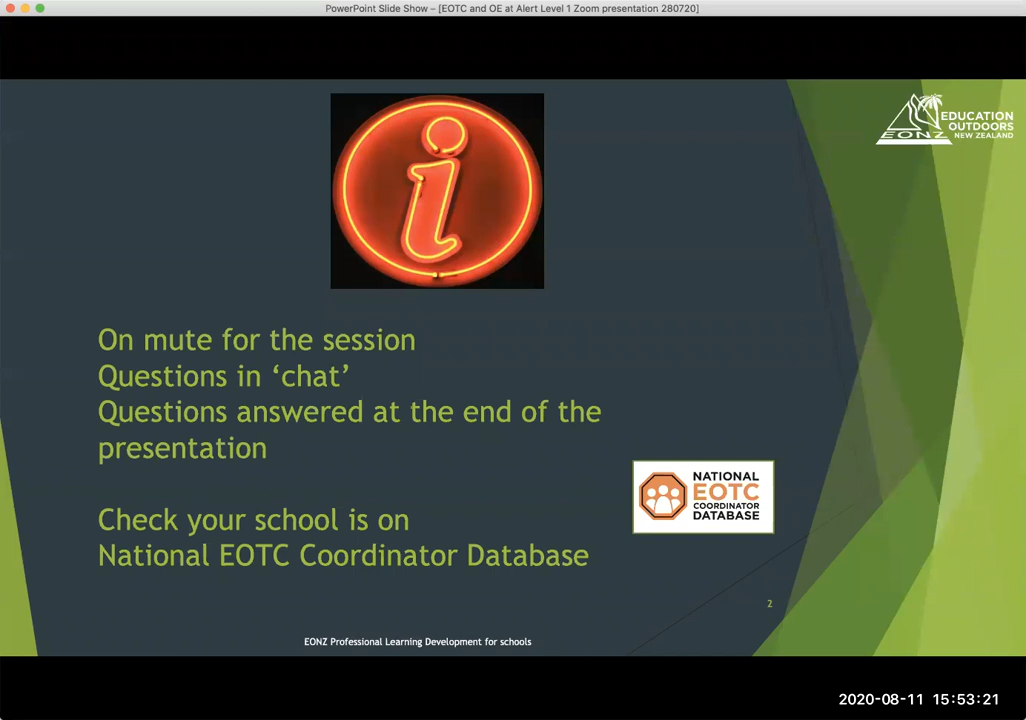 PowerPoint Slide Show – [EOTC and OE at Alert Level 1 Zoom presentation 280720]
EONZ
EDUCATION
OUTDOORS
NEW ZEALAND
i
On mute for the session
Questions in ‘chat’
Questions answered at the end of the
presentation
Check your school is on
National EOTC Coordinator Database
NATIONAL
EOTC
COORDINATOR
DATABASE
2
EONZ Professional Learning Development for schools
2020-08-11 15:53:21